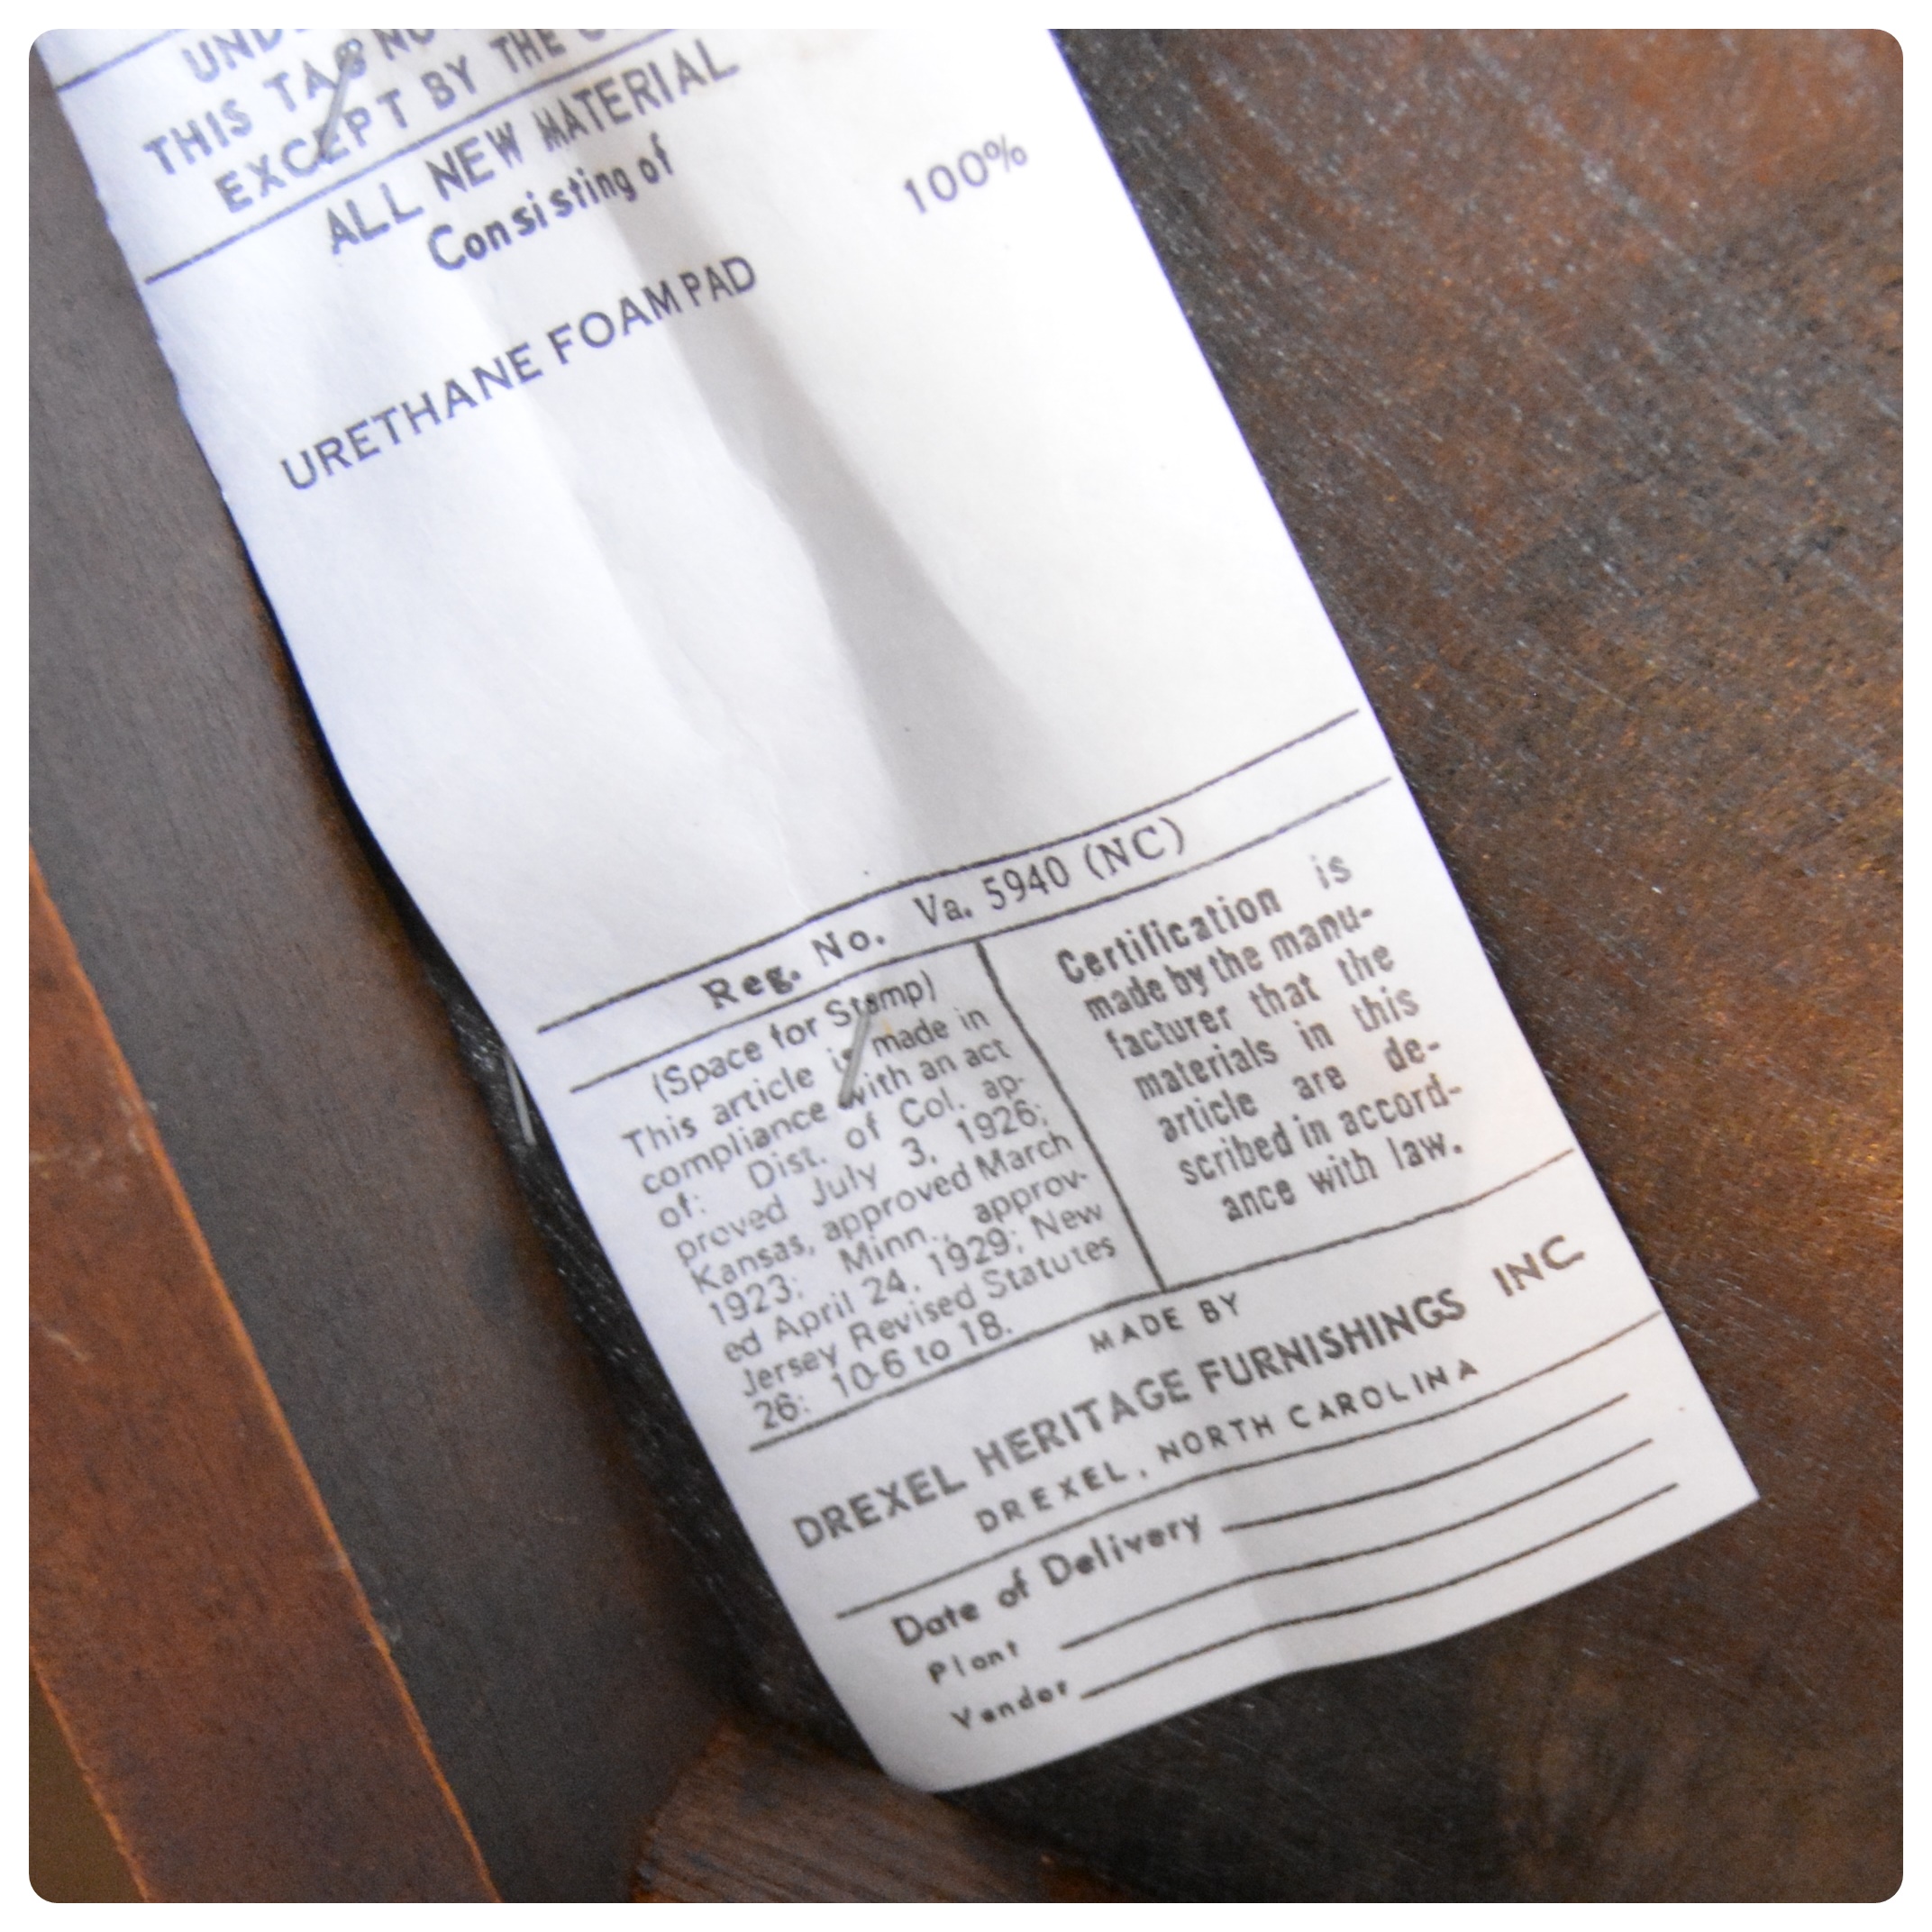 THIS TAG NO
EXCEPT BY THE
ALL NEW MATERIAL
Consisting of
100%
URETHANE FOAM PAD
Reg. No. Va. 5940 (NC)
(Space for Stamp)
This article is made in
compliance with an act
of: Dist. of Col. ap-
proved July 3, 1926;
Kansas, approved March
1923; Minn., approv-
ed April 24, 1929; New
Jersey Revised Statutes
26: 10-6 to 18.
Certification is
made by the manu-
facturer that the
materials in this
article are de-
scribed in accord-
ance with law.
MADE BY
DREXEL HERITAGE FURNISHINGS INC.
DREXEL, NORTH CAROLINA
Date of Delivery
Plant
Vendor